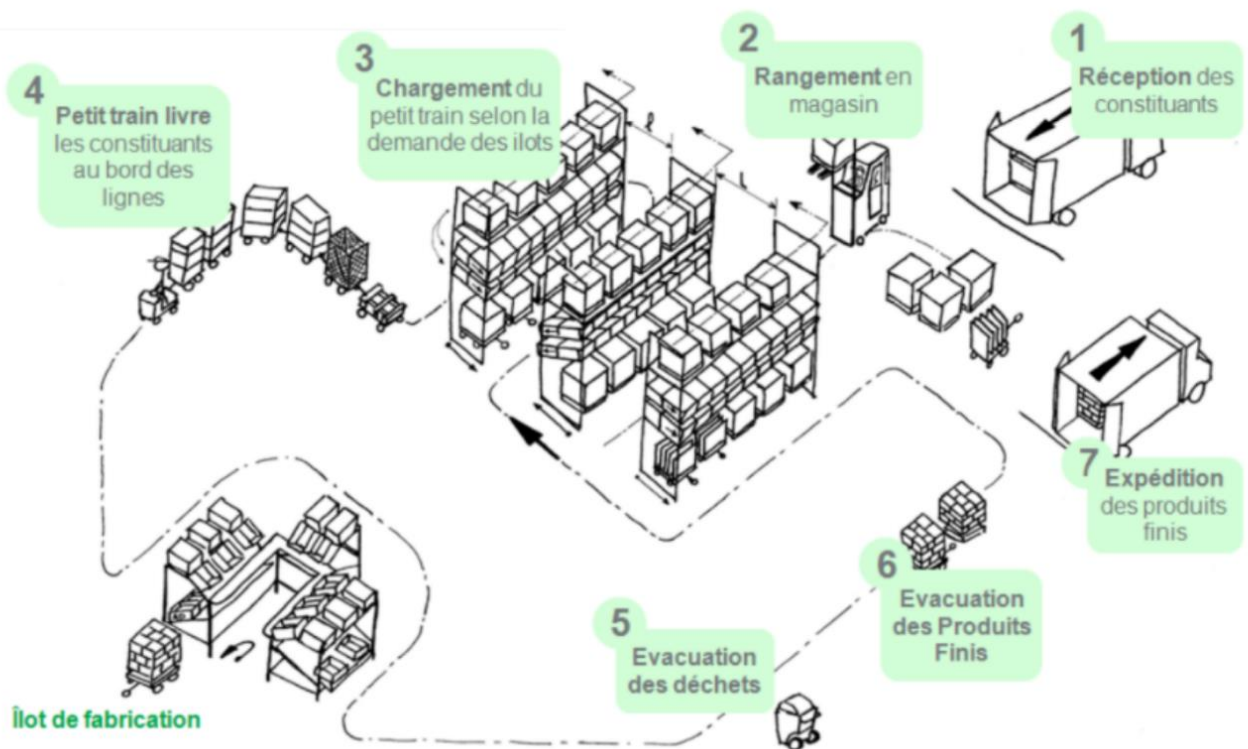 1
Réception des
constituants
2
Rangement en
magasin
3
Chargement du
petit train selon la
demande des ilots
4
Petit train livre
les constituants
au bord des
lignes
5
Evacuation
des déchets
6
Evacuation
des Produits
Finis
7
Expédition
des produits
finis
Îlot de fabrication